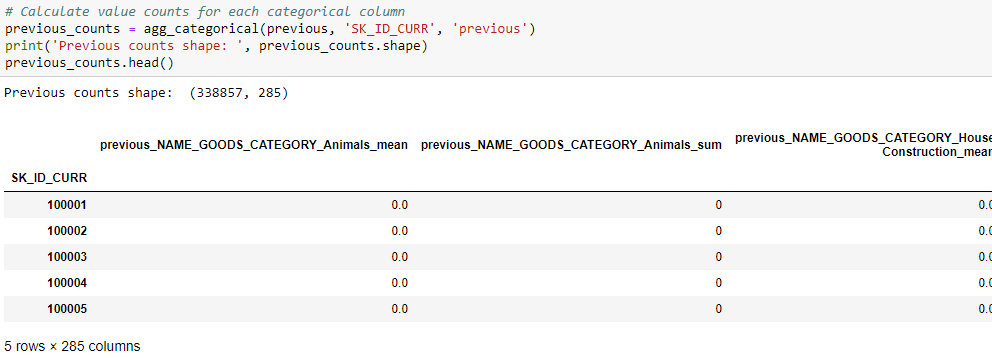 # Calculate value counts for each categorical column
previous_counts = agg_categorical(previous, 'SK_ID_CURR', 'previous')
print('Previous counts shape: ', previous_counts.shape)
previous_counts.head()
Previous counts shape:  (338857, 285)
previous_NAME_GOODS_CATEGORY_Animals_mean previous_NAME_GOODS_CATEGORY_Animals_sum previous_NAME_GOODS_CATEGORY_House
Construction_mean
SK_ID_CURR
100001 0.0 0 0.0
100002 0.0 0 0.0
100003 0.0 0 0.0
100004 0.0 0 0.0
100005 0.0 0 0.0
5 rows × 285 columns